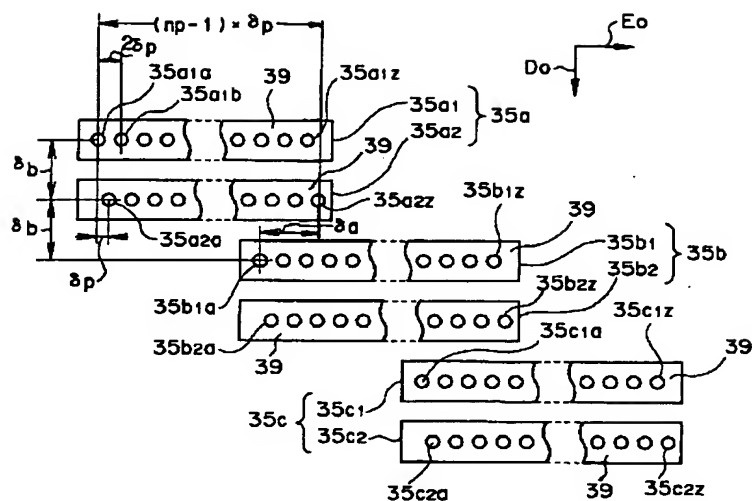 (np-1) × δp
2δp
Eo
Do
35a1a
35a1b
39
35a1z
35a1
35a
35a2
δb
39
δb
35a2a
35a2z
δa
35b1z
39
35b1
35b
35b2
δp
35b1a
35b2z
35c1a
35c1z
35b2a
39
39
35c
35c1
35c2
35c2a
39
35c2z